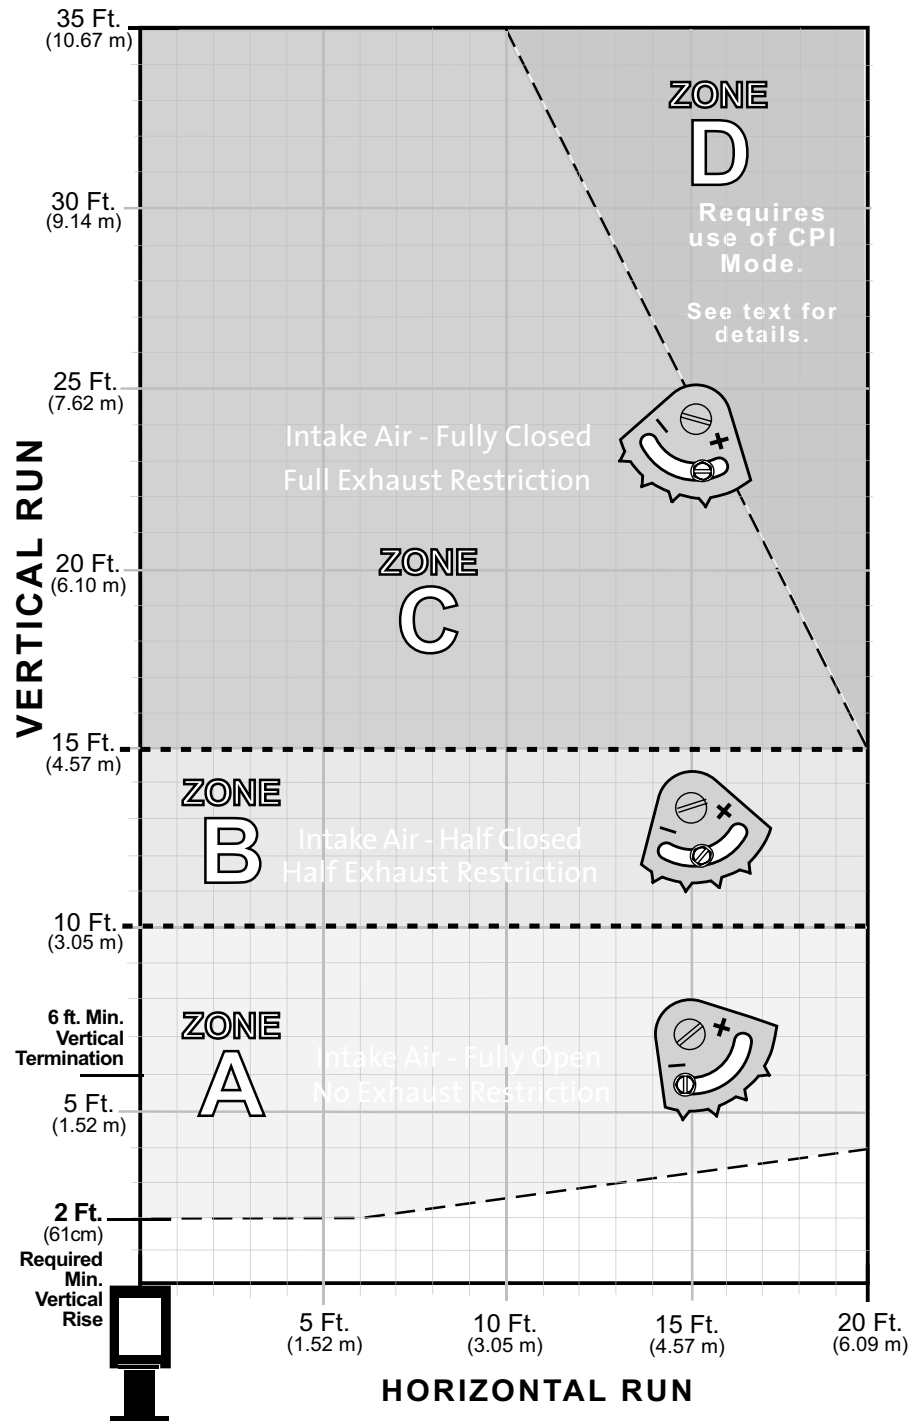 35 Ft.
(10.67 m)
ZONE
D
Requires
use of CPI
Mode.
See text for
details.
30 Ft.
(9.14 m)
25 Ft.
(7.62 m)
Intake Air - Fully Closed
Full Exhaust Restriction
- +
VERTICAL RUN
ZONE
C
20 Ft.
(6.10 m)
15 Ft.
(4.57 m)
ZONE
B
Intake Air - Half Closed
Half Exhaust Restriction
- +
10 Ft.
(3.05 m)
6 ft. Min.
Vertical
Termination
ZONE
A
Intake Air - Fully Open
No Exhaust Restriction
- +
5 Ft.
(1.52 m)
2 Ft.
(61cm)
Required
Min.
Vertical
Rise
5 Ft.
(1.52 m)
10 Ft.
(3.05 m)
15 Ft.
(4.57 m)
20 Ft.
(6.09 m)
HORIZONTAL RUN